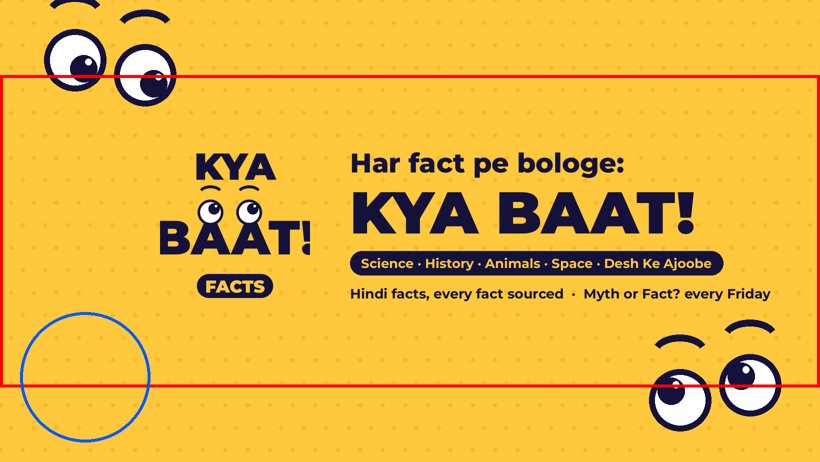 KYA
BAAT!
FACTS
Har fact pe bologe:
KYA BAAT!
Science · History · Animals · Space · Desh Ke Ajoobe
Hindi facts, every fact sourced · Myth or Fact? every Friday